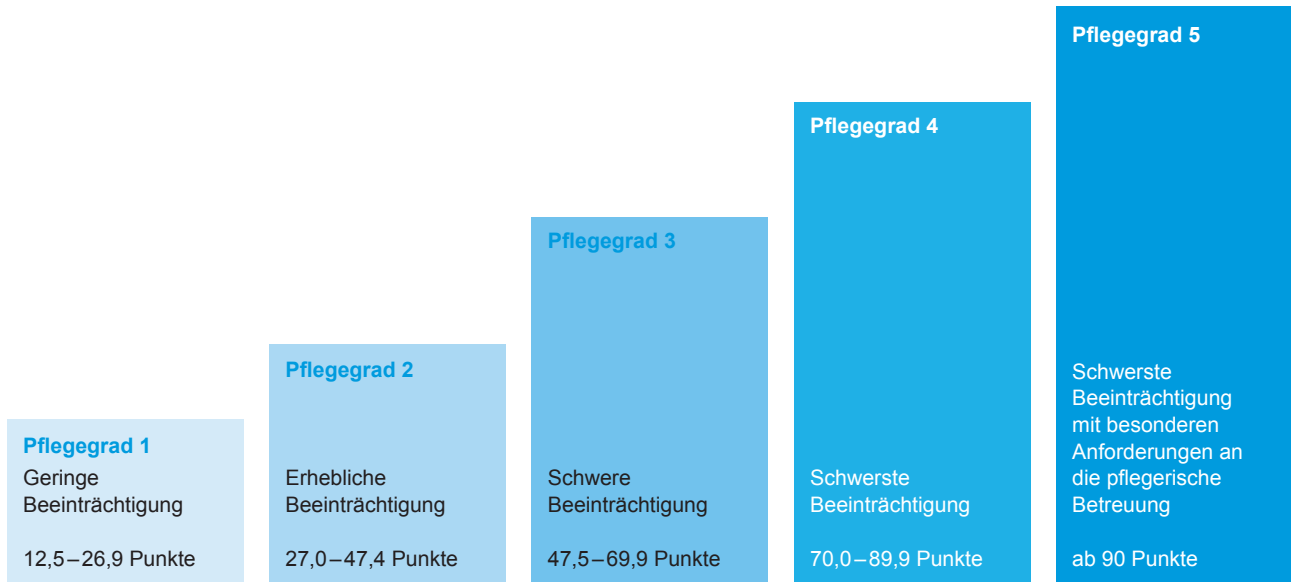 Pflegegrad 1
Geringe
Beeinträchtigung
12,5–26,9 Punkte
Pflegegrad 2
Erhebliche
Beeinträchtigung
27,0–47,4 Punkte
Pflegegrad 3
Schwere
Beeinträchtigung
47,5–69,9 Punkte
Pflegegrad 4
Schwerste
Beeinträchtigung
70,0–89,9 Punkte
Pflegegrad 5
Schwerste
Beeinträchtigung
mit besonderen
Anforderungen an
die pflegerische
Betreuung
ab 90 Punkte